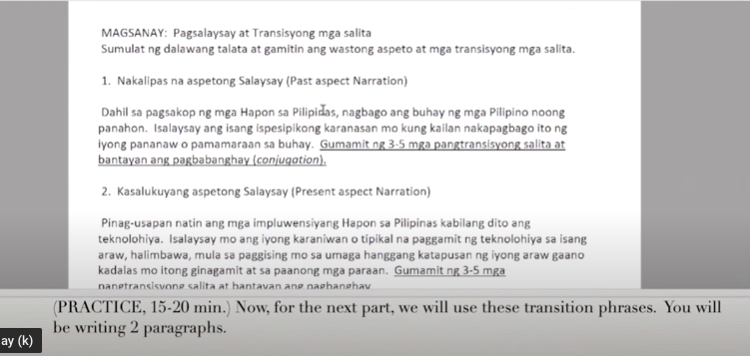 MAGSANAY: Pagsalaysay at Transisyong mga salita
Sumulat ng dalawang talata at gamitin ang wastong aspeto at mga transisyong mga salita.
1. Nakalipas na aspetong Salaysay (Past aspect Narration)
Dahil sa pagsakop ng mga Hapon sa Pilipinas, nagbago ang buhay ng mga Pilipino noong
panahon. Isalaysay ang isang ispesipikong karanasan mo kung kailan nakapagbago ito ng
iyong pananaw o pamamaraan sa buhay. Gumamit ng 3-5 mga pangtransisyong salita at
bantayan ang pagbabanghay (conjugation).
2. Kasalukuyang aspetong Salaysay (Present aspect Narration)
Pinag-usapan natin ang mga impluwensiyang Hapon sa Pilipinas kabilang dito ang
teknolohiya. Isalaysay mo ang iyong karaniwan o tipikal na paggamit ng teknolohiya sa isang
araw, halimbawa, mula sa paggising mo sa umaga hanggang katapusan ng iyong araw gaano
kadalas mo itong ginagamit at sa paanong mga paraan. Gumamit ng 3-5 mga
pangtransisyong salita at bantayan ang pagbanghay
(PRACTICE, 15-20 min.) Now, for the next part, we will use these transition phrases. You will
be writing 2 paragraphs.
ay (k)